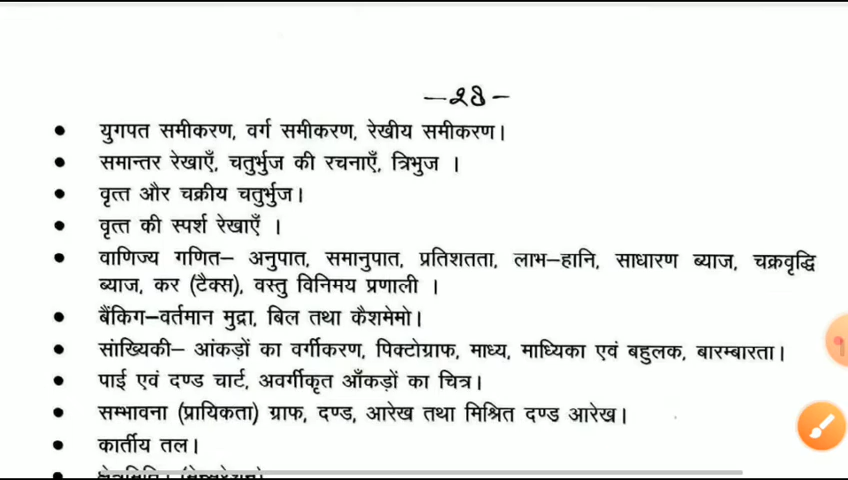 –28–
• युगपत समीकरण, वर्ग समीकरण, रेखीय समीकरण।
• समान्तर रेखाएँ, चतुर्भुज की रचनाएँ, त्रिभुज ।
• वृत्त और चक्रीय चतुर्भुज।
• वृत्त की स्पर्श रेखाएँ ।
• वाणिज्य गणित– अनुपात, समानुपात, प्रतिशतता, लाभ–हानि, साधारण ब्याज, चक्रवृद्धि
ब्याज, कर (टैक्स), वस्तु विनिमय प्रणाली ।
• बैंकिग–वर्तमान मुद्रा, बिल तथा कैशमेमो।
• सांख्यिकी– आंकड़ों का वर्गीकरण, पिक्टोग्राफ, माध्य, माध्यिका एवं बहुलक, बारम्बारता।
• पाई एवं दण्ड चार्ट, अवर्गीकृत आँकड़ों का चित्र।
• सम्भावना (प्रायिकता) ग्राफ, दण्ड, आरेख तथा मिश्रित दण्ड आरेख।
• कार्तीय तल।
• क्षेत्रमिति। (मेन्सुरेशन)